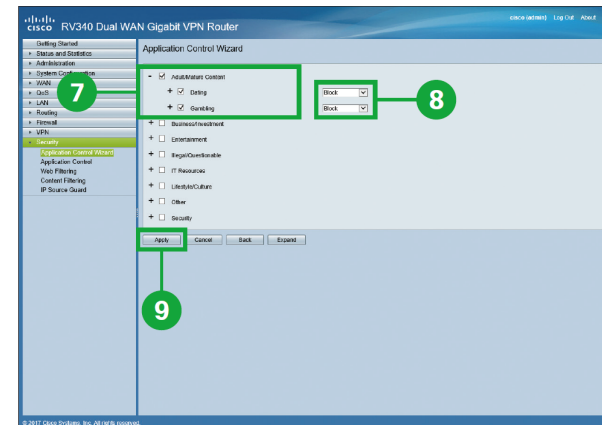 cisco (admin) Log Out About
cisco RV340 Dual WAN Gigabit VPN Router
Getting Started
Status and Statistics
Administration
System Configuration
WAN
QoS
LAN
Routing
Firewall
VPN
Security
Application Control Wizard
Application Control
Web Filtering
Content Filtering
IP Source Guard
Application Control Wizard
Adult/Mature Content
Dating Block
Gambling Block
Business/Investment
Entertainment
Illegal/Questionable
IT Resources
Lifestyle/Culture
Other
Security
Apply Cancel Back Expand
7
8
9
© 2017 Cisco Systems, Inc. All rights reserved.